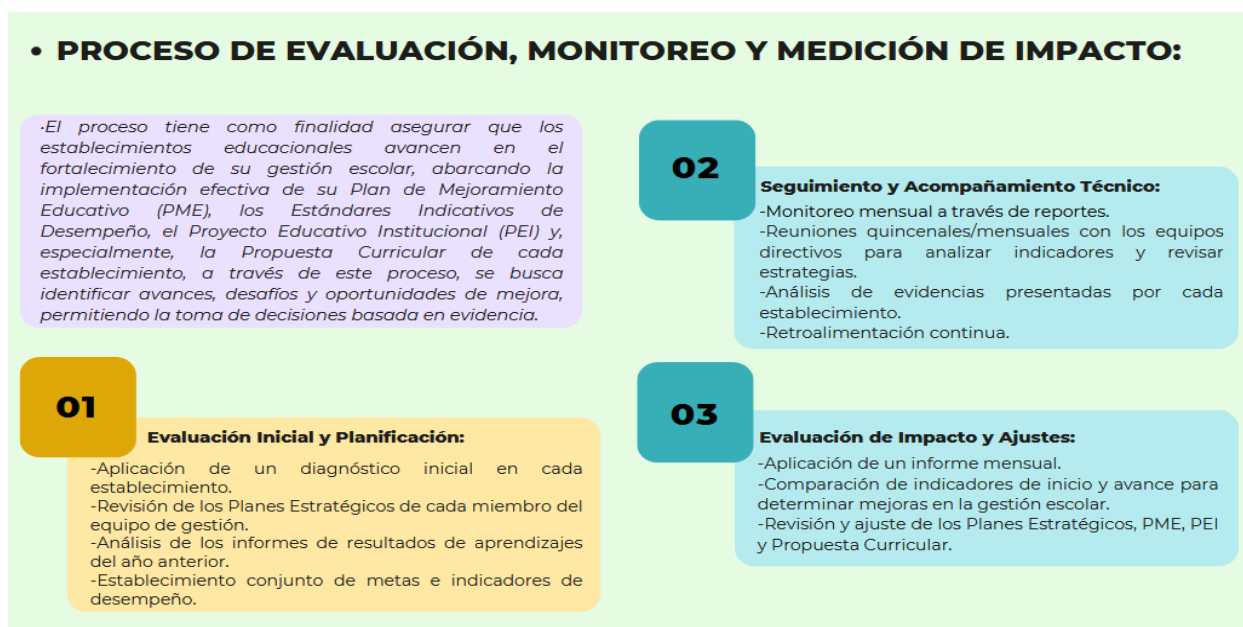 • PROCESO DE EVALUACIÓN, MONITOREO Y MEDICIÓN DE IMPACTO:
·El proceso tiene como finalidad asegurar que los
establecimientos educacionales avancen en el
fortalecimiento de su gestión escolar, abarcando la
implementación efectiva de su Plan de Mejoramiento
Educativo (PME), los Estándares Indicativos de
Desempeño, el Proyecto Educativo Institucional (PEI) y,
especialmente, la Propuesta Curricular de cada
establecimiento, a través de este proceso, se busca
identificar avances, desafíos y oportunidades de mejora,
permitiendo la toma de decisiones basada en evidencia.
01
Evaluación Inicial y Planificación:
-Aplicación de un diagnóstico inicial en cada
establecimiento.
-Revisión de los Planes Estratégicos de cada miembro del
equipo de gestión.
-Análisis de los informes de resultados de aprendizajes
del año anterior.
-Establecimiento conjunto de metas e indicadores de
desempeño.
02
Seguimiento y Acompañamiento Técnico:
-Monitoreo mensual a través de reportes.
-Reuniones quincenales/mensuales con los equipos
directivos para analizar indicadores y revisar
estrategias.
-Análisis de evidencias presentadas por cada
establecimiento.
-Retroalimentación continua.
03
Evaluación de Impacto y Ajustes:
-Aplicación de un informe mensual.
-Comparación de indicadores de inicio y avance para
determinar mejoras en la gestión escolar.
-Revisión y ajuste de los Planes Estratégicos, PME, PEI
y Propuesta Curricular.